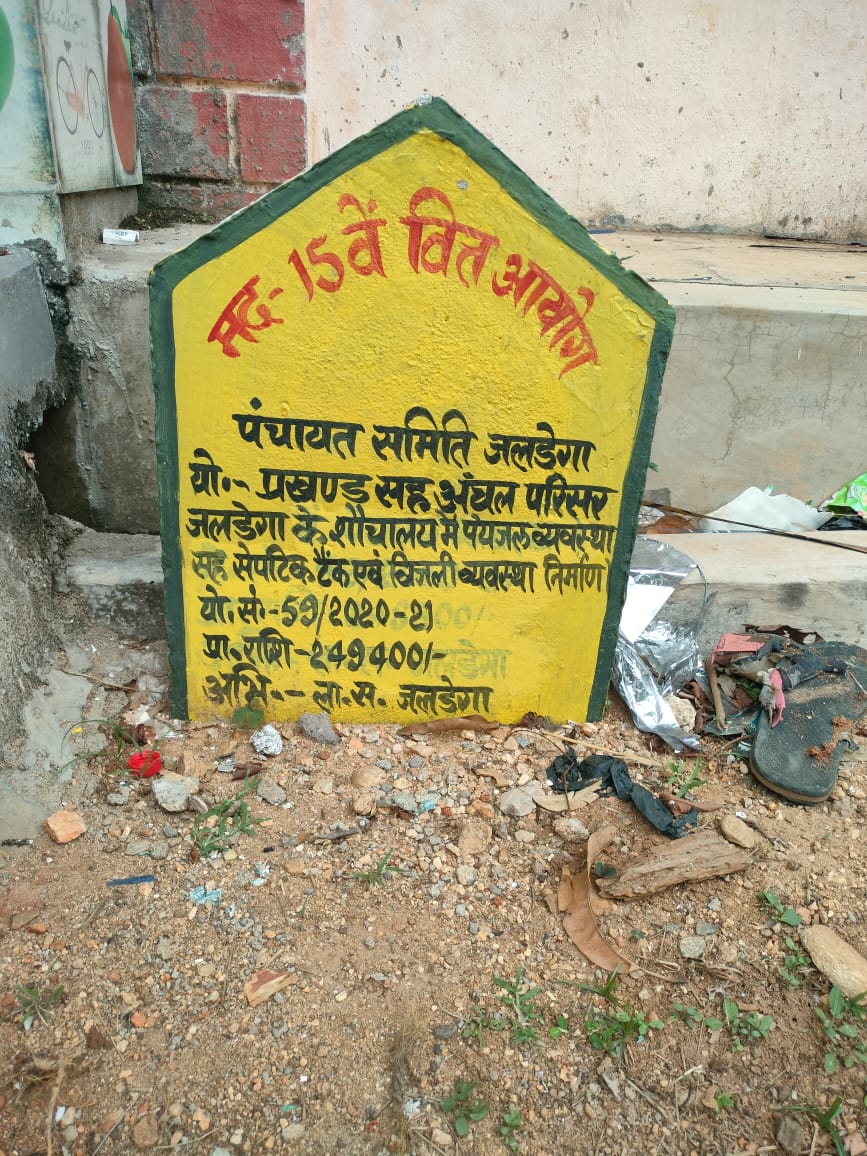 मद-15वें वित आयोग
पंचायत समिति जलडेगा
यो.- प्रखण्ड सह अंचल परिसर
जलडेगा के शौचालय में पेयजल व्यवस्था
सह सेपटिक टैंक एवं बिजली व्यवस्था निर्माण
यो. सं.-59/2020-21
प्रा. राशि-249400/-
अभि.- ला. स. जलडेगा